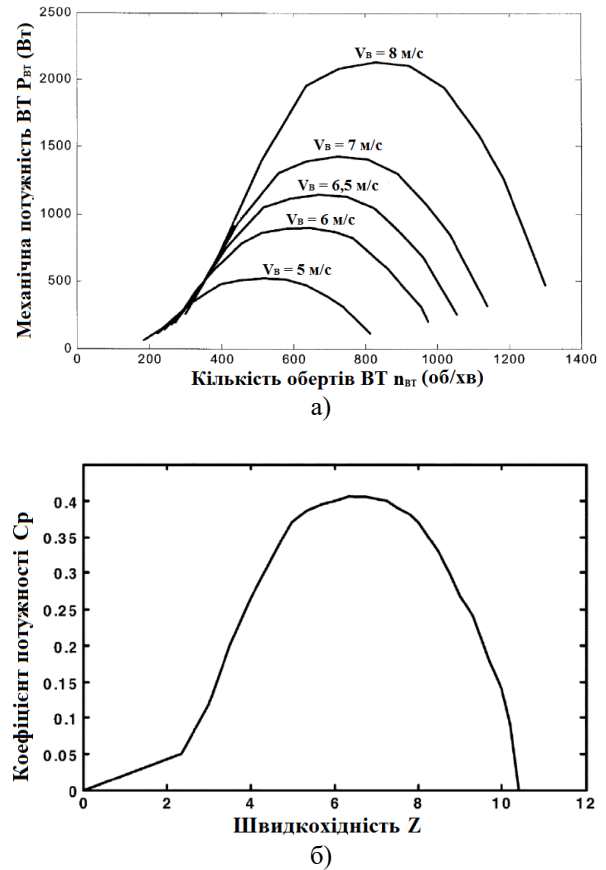 2500
2000
1500
1000
500
0
Механічна потужність ВТ Pвт (Вт)
Vв = 8 м/с
Vв = 7 м/с
Vв = 6,5 м/с
Vв = 6 м/с
Vв = 5 м/с
0 200 400 600 800 1000 1200 1400
Кількість обертів ВТ nвт (об/хв)
а)
0.4
0.35
0.3
0.25
0.2
0.15
0.1
0.05
0
Коефіцієнт потужності Cp
0 2 4 6 8 10 12
Швидкохідність Z
б)